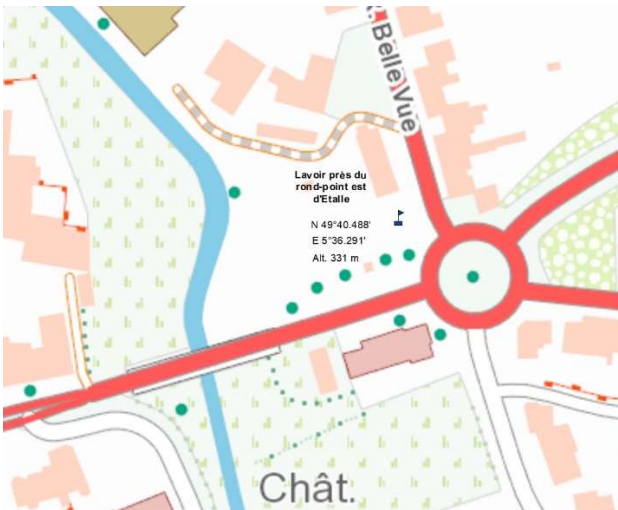 R. Belle Vue
Lavoir près du
rond-point est
d'Etalle
N 49°40.488'
E 5°36.291'
Alt. 331 m
Chât.